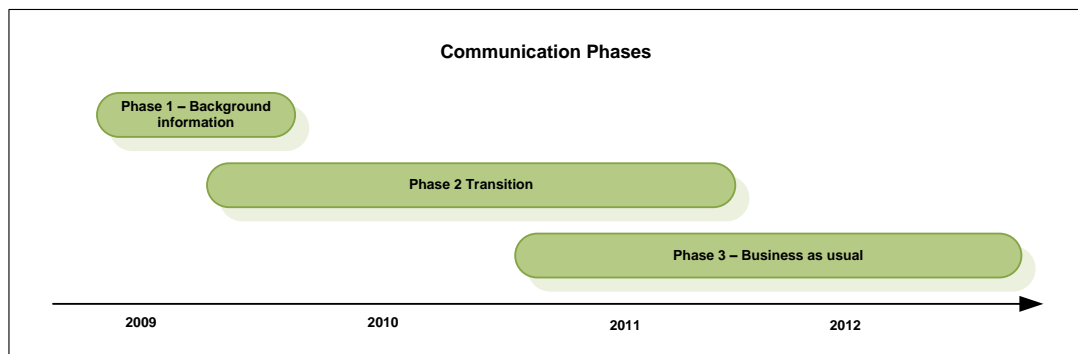 Communication Phases
Phase 1 – Background
information
Phase 2 Transition
Phase 3 – Business as usual
2009
2010
2011
2012